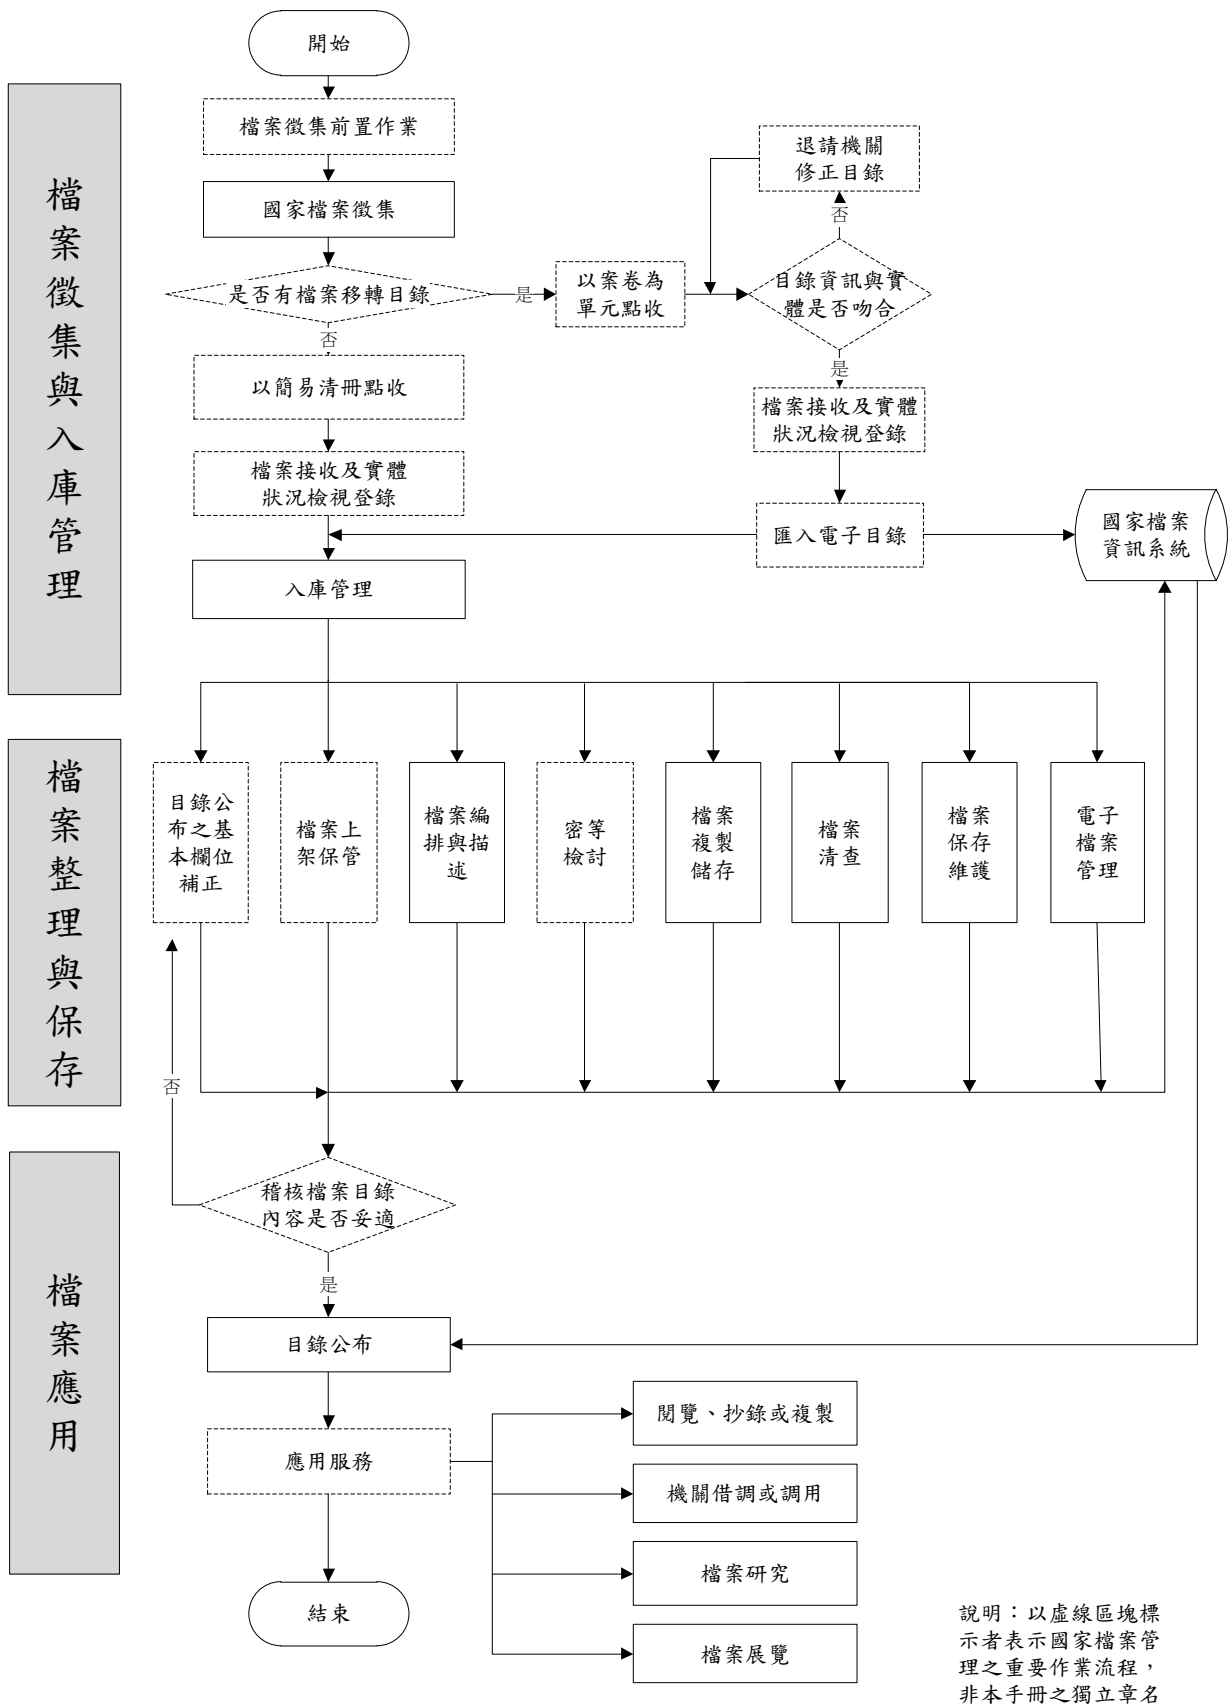 開始
檔案徵集與入庫管理
檔案徵集前置作業
國家檔案徵集
是否有檔案移轉目錄
是
否
以案卷為
單元點收
退請機關
修正目錄
否
目錄資訊與實
體是否吻合
是
以簡易清冊點收
檔案接收及實體
狀況檢視登錄
檔案接收及實體
狀況檢視登錄
匯入電子目錄
國家檔案
資訊系統
入庫管理
檔案整理與保存
目錄公
布之基
本欄位
補正
檔案上
架保管
檔案編
排與描
述
密等
檢討
檔案
複製
儲存
檔案
清查
檔案
保存
維護
電子
檔案
管理
否
檔案應用
稽核檔案目錄
內容是否妥適
是
目錄公布
應用服務
閱覽、抄錄或複製
機關借調或調用
檔案研究
檔案展覽
結束
說明：以虛線區塊標
示者表示國家檔案管
理之重要作業流程，
非本手冊之獨立章名